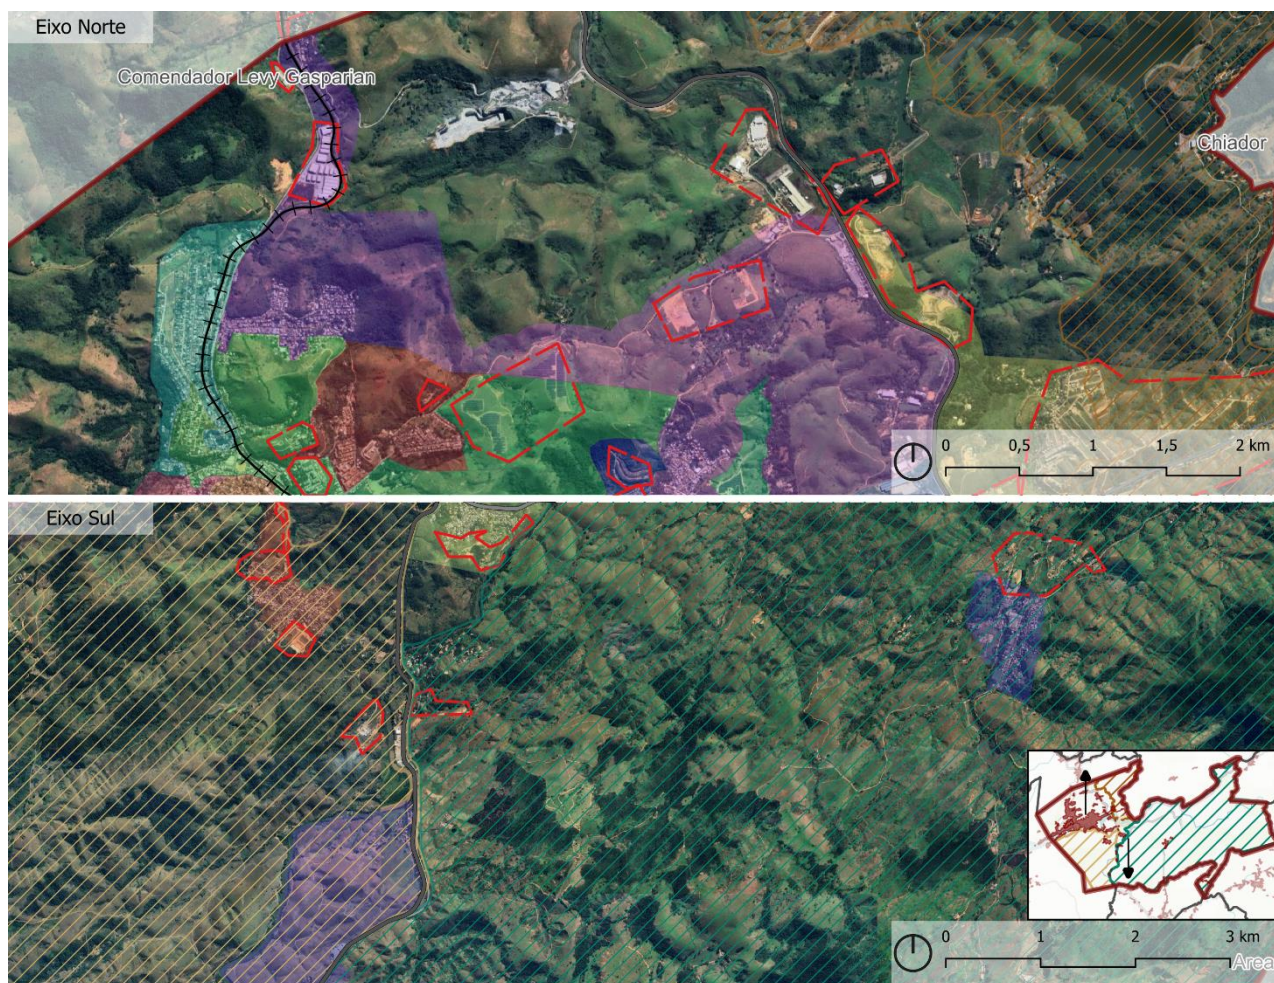 Eixo Norte
Comendador Levy Gasparian
Chiador
0 0,5 1 1,5 2 km
Eixo Sul
0 1 2 3 km
Area